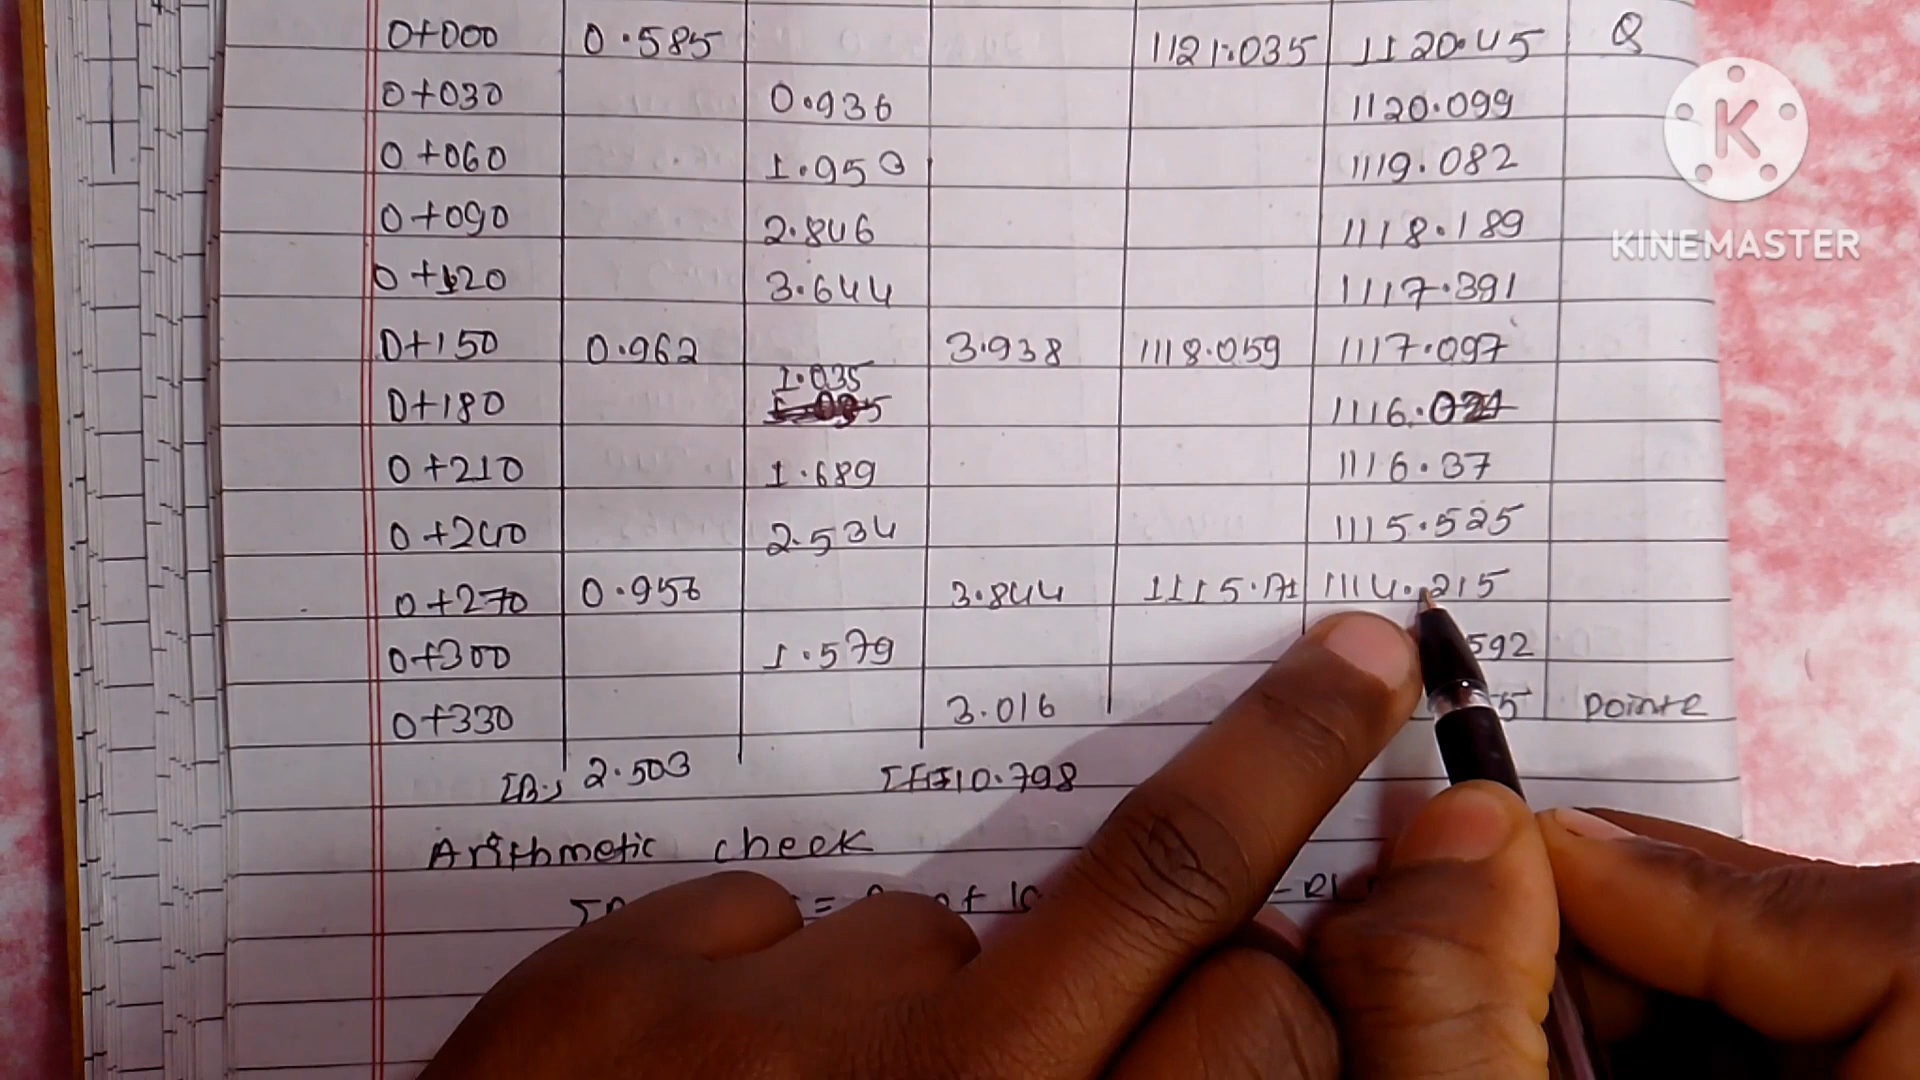 0+000 0.585 1121.035 1120.45 Q
0+030 0.936 1120.099
0+060 1.953 1119.082
0+090 2.846 1118.189
0+120 3.644 1117.391
0+150 0.962 3.938 1118.059 1117.097
1.035
0+180 1116.024
0+210 1.689 1116.37
0+240 2.534 1115.525
0+270 0.956 3.844 1115.171 1114.215
0+300 1.579 592
0+330 3.016 5 pointe
2.503 10.798
Arithmetic check
K
KINEMASTER